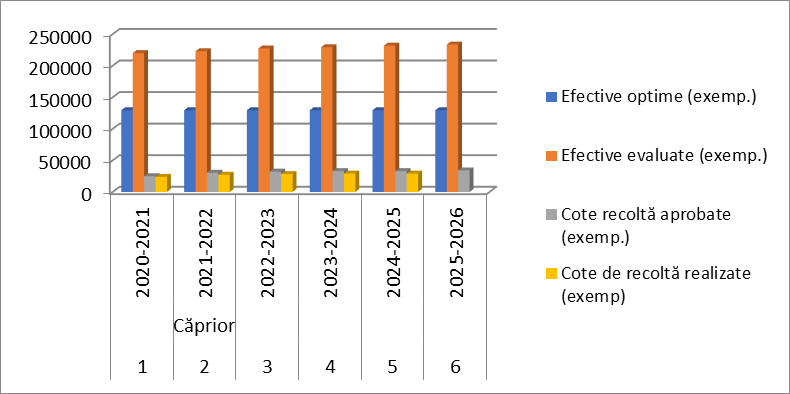 250000
200000
150000
100000
50000
0
2020-2021
2021-2022
2022-2023
2023-2024
2024-2025
2025-2026
Căprior
1 2 3 4 5 6
Efective optime (exemp.)
Efective evaluate (exemp.)
Cote recoltă aprobate
(exemp.)
Cote de recoltă realizate
(exemp)